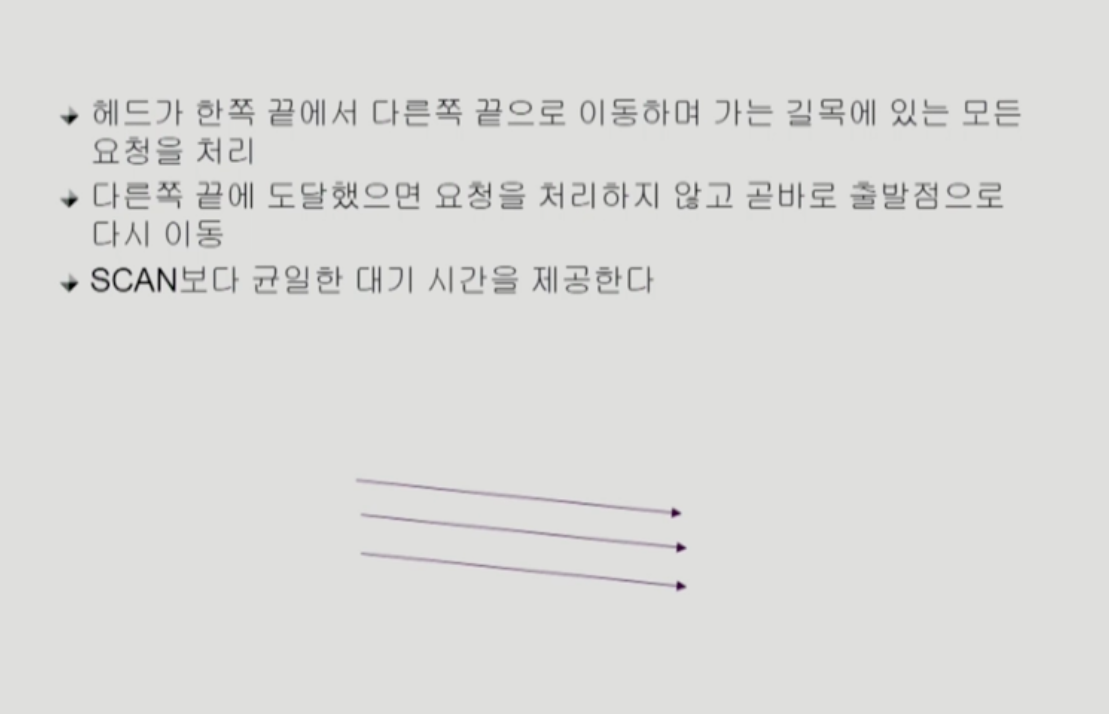 헤드가 한쪽 끝에서 다른쪽 끝으로 이동하며 가는 길목에 있는 모든
요청을 처리
다른쪽 끝에 도달했으면 요청을 처리하지 않고 곧바로 출발점으로
다시 이동
SCAN보다 균일한 대기 시간을 제공한다